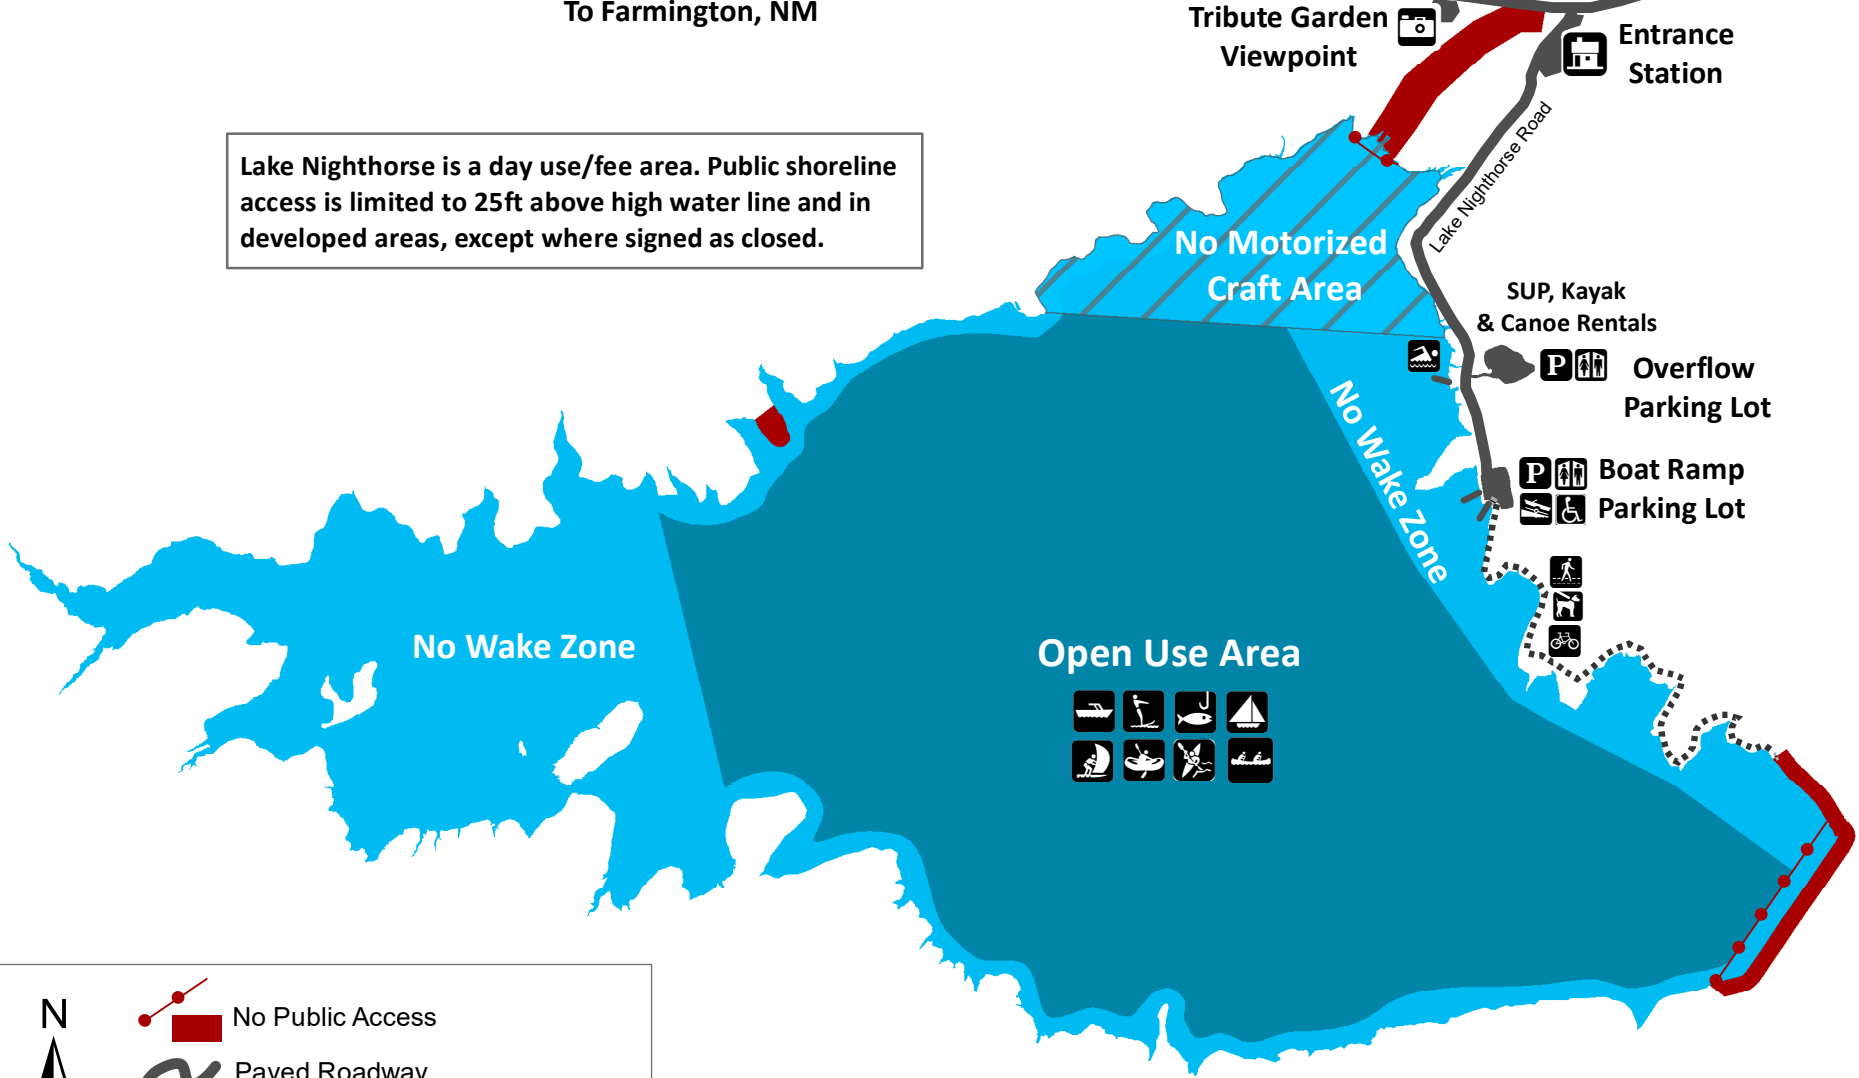 To Farmington, NM
Tribute Garden
Viewpoint
Entrance
Station
Lake Nighthorse Road
Lake Nighthorse is a day use/fee area. Public shoreline
access is limited to 25ft above high water line and in
developed areas, except where signed as closed.
No Motorized
Craft Area
SUP, Kayak
& Canoe Rentals
P
Overflow
Parking Lot
No Wake Zone
P
Boat Ramp
Parking Lot
No Wake Zone
Open Use Area
N
No Public Access
Paved Roadway